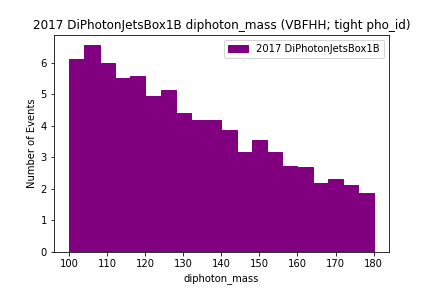 2017 DiPhotonJetsBox1B diphoton_mass (VBFHH; tight pho_id)
2017 DiPhotonJetsBox1B
Number of Events
6
5
4
3
2
1
0
100 110 120 130 140 150 160 170 180
diphoton_mass